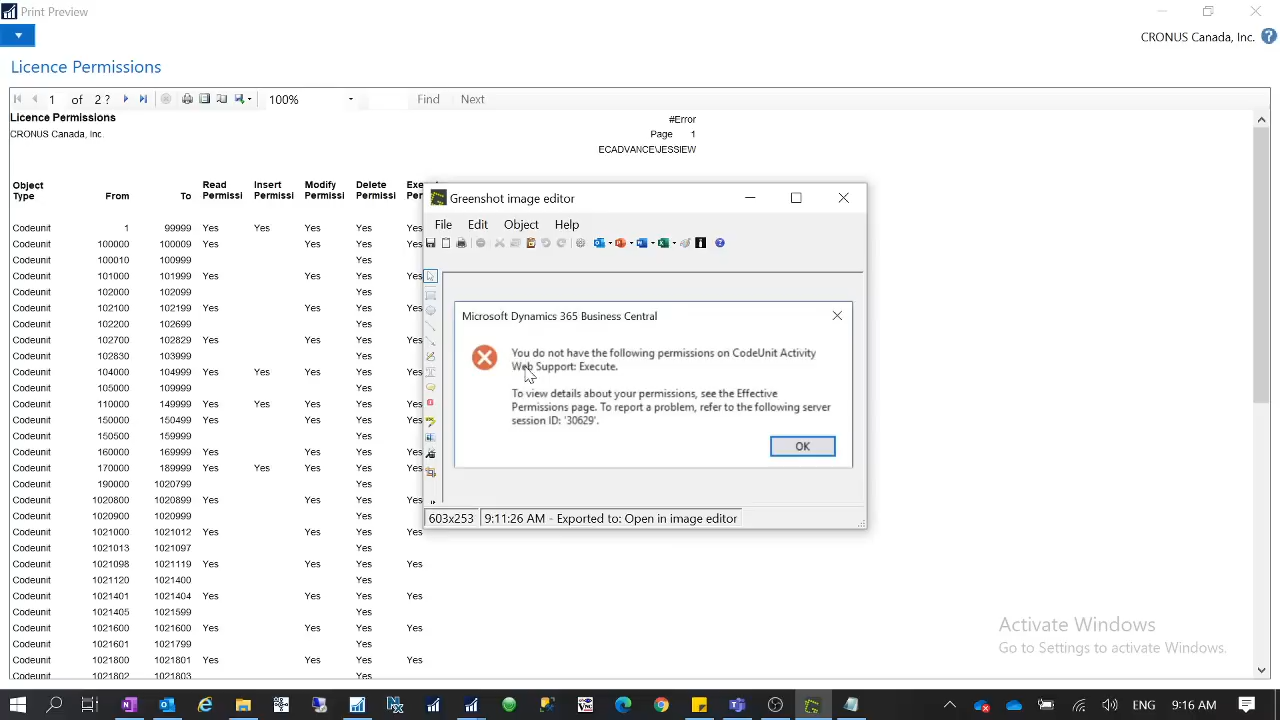 Print Preview
CRONUS Canada, Inc.
Licence Permissions
1 of 2 ? 100% Find Next
Licence Permissions #Error
CRONUS Canada, Inc. Page 1
ECADVANCE\JESSIEW
Object Type From To Read Permissi Insert Permissi Modify Permissi Delete Permissi Exe Per
Codeunit 1 99999 Yes Yes Yes Yes Yes
Codeunit 100000 100009 Yes Yes Yes Yes
Codeunit 100010 100999 Yes
Codeunit 101000 101999 Yes Yes Yes Yes
Codeunit 102000 102099 Yes
Codeunit 102100 102199 Yes Yes Yes Yes
Codeunit 102200 102699 Yes
Codeunit 102700 102829 Yes Yes Yes Yes
Codeunit 102830 103999 Yes
Codeunit 104000 104999 Yes Yes Yes Yes Yes
Codeunit 105000 109999 Yes
Codeunit 110000 149999 Yes Yes Yes Yes Yes
Codeunit 150000 150499 Yes Yes Yes Yes
Codeunit 150500 159999 Yes
Codeunit 160000 169999 Yes Yes Yes Yes
Codeunit 170000 189999 Yes Yes Yes Yes Yes
Codeunit 190000 1020799 Yes
Codeunit 1020800 1020899 Yes Yes Yes Yes
Codeunit 1020900 1020999 Yes
Codeunit 1021000 1021012 Yes Yes Yes Yes
Codeunit 1021013 1021097 Yes
Codeunit 1021098 1021119 Yes Yes Yes Yes
Codeunit 1021120 1021400 Yes
Codeunit 1021401 1021404 Yes Yes Yes Yes
Codeunit 1021405 1021599 Yes
Codeunit 1021600 1021600 Yes Yes Yes Yes
Codeunit 1021601 1021799 Yes
Codeunit 1021800 1021801 Yes Yes Yes Yes
Codeunit 1021802 1021803 Yes
Greenshot image editor
File Edit Object Help
Microsoft Dynamics 365 Business Central
You do not have the following permissions on CodeUnit Activity
Web Support: Execute.
To view details about your permissions, see the Effective
Permissions page. To report a problem, refer to the following server
session ID: '30629'.
OK
603x253 9:11:26 AM - Exported to: Open in image editor
Activate Windows
Go to Settings to activate Windows.
ENG 9:16 AM